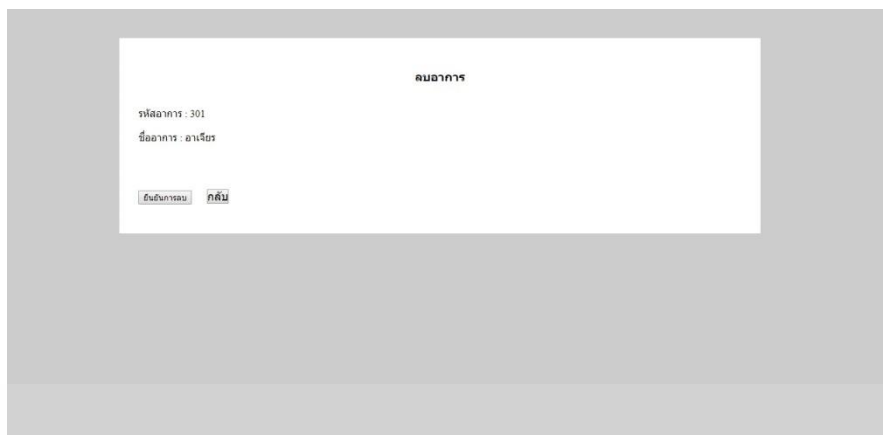 ลบอาการ
รหัสอาการ : 301
ชื่ออาการ : อาเจียร
ยืนยันการลบ กลับ